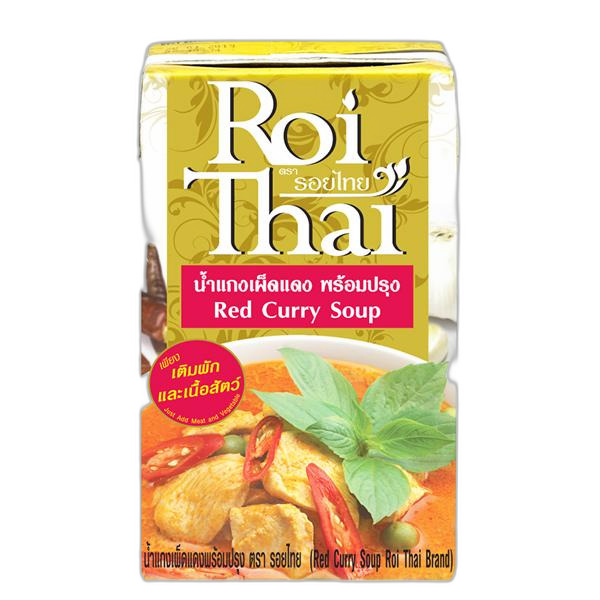 Roi
ตรา
รอยไทย
Thai
น้ำแกงเผ็ดแดง พร้อมปรุง
Red Curry Soup
เพียง
เติมผัก
และเนื้อสัตว์
Just Add Meat and Vegetable
น้ำแกงเผ็ดแดงพร้อมปรุง ตรา รอยไทย (Red Curry Soup Roi Thai Brand)